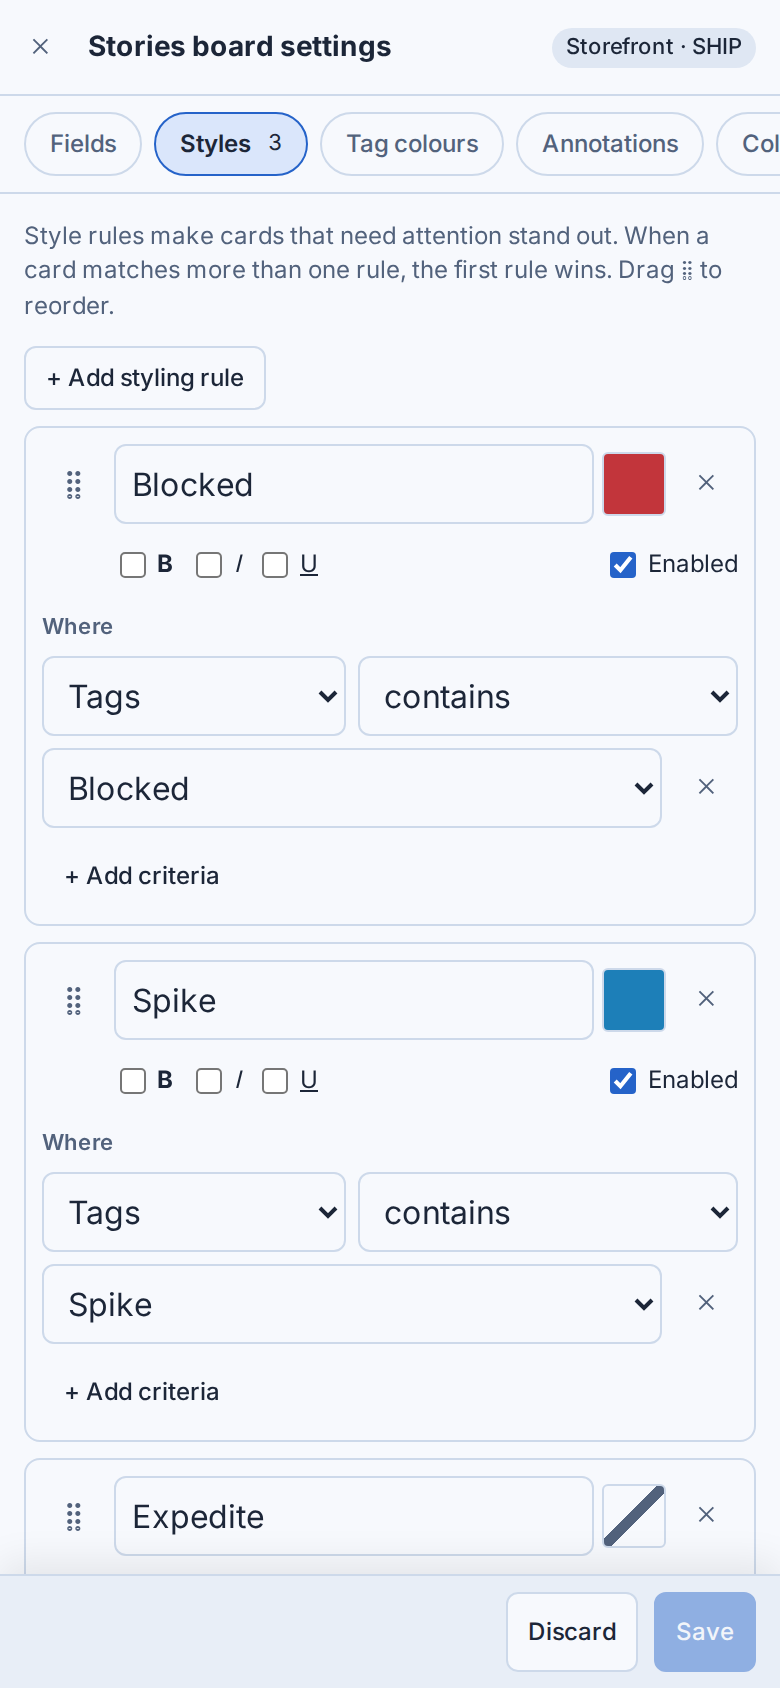 Stories board settings
Storefront · SHIP
Fields
Styles 3
Tag colours
Annotations
Col
Style rules make cards that need attention stand out. When a
card matches more than one rule, the first rule wins. Drag ⣿ to
reorder.
+ Add styling rule
Blocked
B
I
U
Enabled
Where
Tags
contains
Blocked
+ Add criteria
Spike
B
I
U
Enabled
Where
Tags
contains
Spike
+ Add criteria
Expedite
Discard
Save